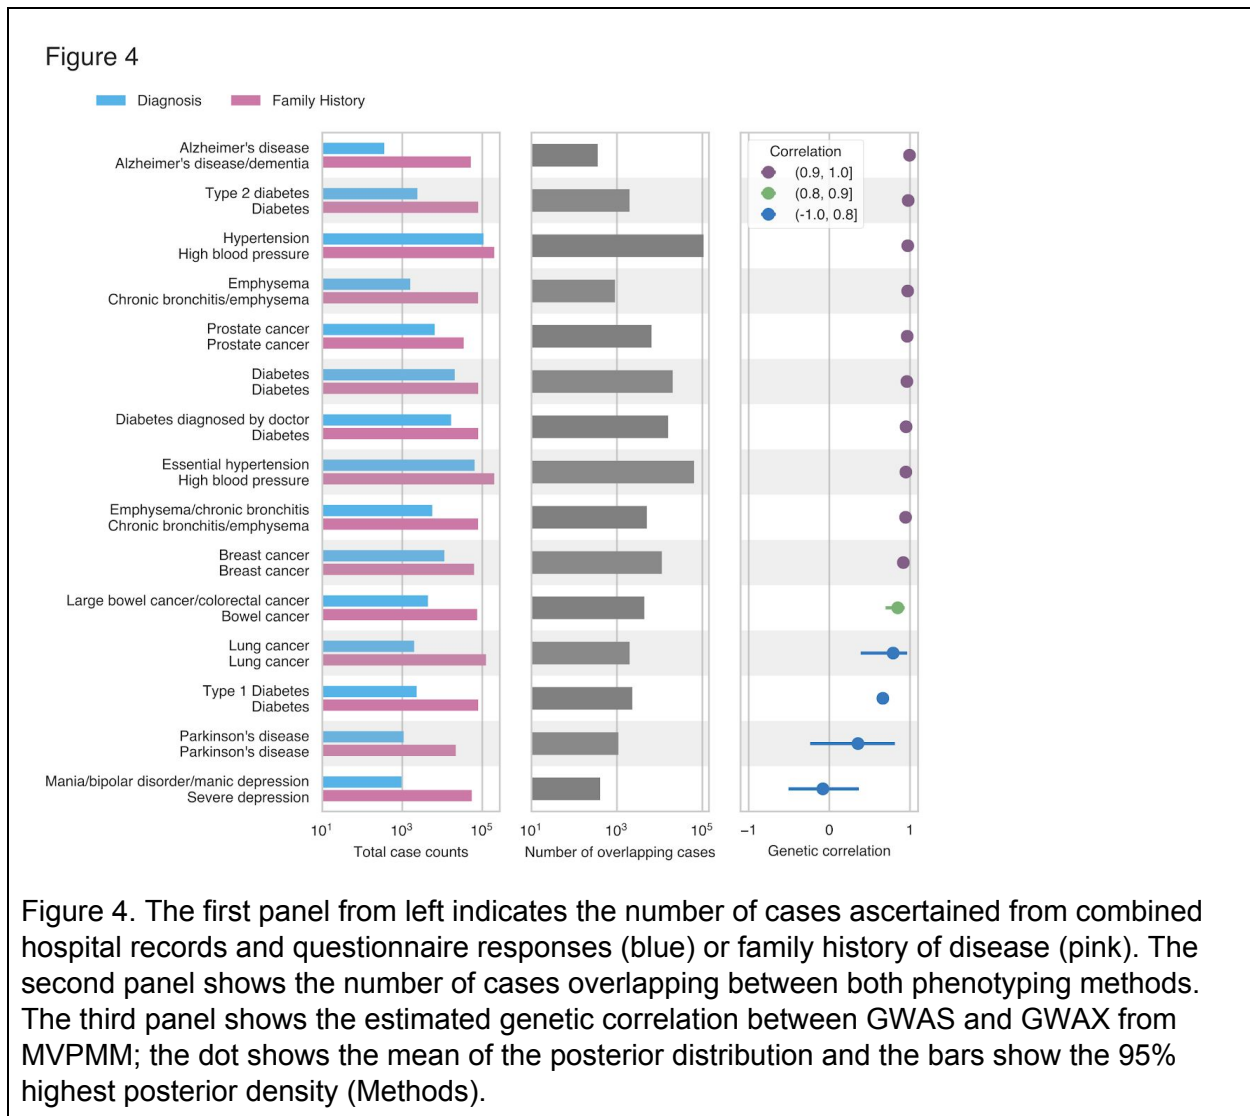 Figure 4
Diagnosis
Family History
Alzheimer's disease
Alzheimer's disease/dementia
Type 2 diabetes
Diabetes
Hypertension
High blood pressure
Emphysema
Chronic bronchitis/emphysema
Prostate cancer
Prostate cancer
Diabetes
Diabetes
Diabetes diagnosed by doctor
Diabetes
Essential hypertension
High blood pressure
Emphysema/chronic bronchitis
Chronic bronchitis/emphysema
Breast cancer
Breast cancer
Large bowel cancer/colorectal cancer
Bowel cancer
Lung cancer
Lung cancer
Type 1 Diabetes
Diabetes
Parkinson's disease
Parkinson's disease
Mania/bipolar disorder/manic depression
Severe depression
10¹ 10³ 10⁵
Total case counts
10¹ 10³ 10⁵
Number of overlapping cases
Correlation
(0.9, 1.0]
(0.8, 0.9]
(-1.0, 0.8]
−1 0 1
Genetic correlation
Figure 4. The first panel from left indicates the number of cases ascertained from combined
hospital records and questionnaire responses (blue) or family history of disease (pink). The
second panel shows the number of cases overlapping between both phenotyping methods.
The third panel shows the estimated genetic correlation between GWAS and GWAX from
MVPMM; the dot shows the mean of the posterior distribution and the bars show the 95%
highest posterior density (Methods).